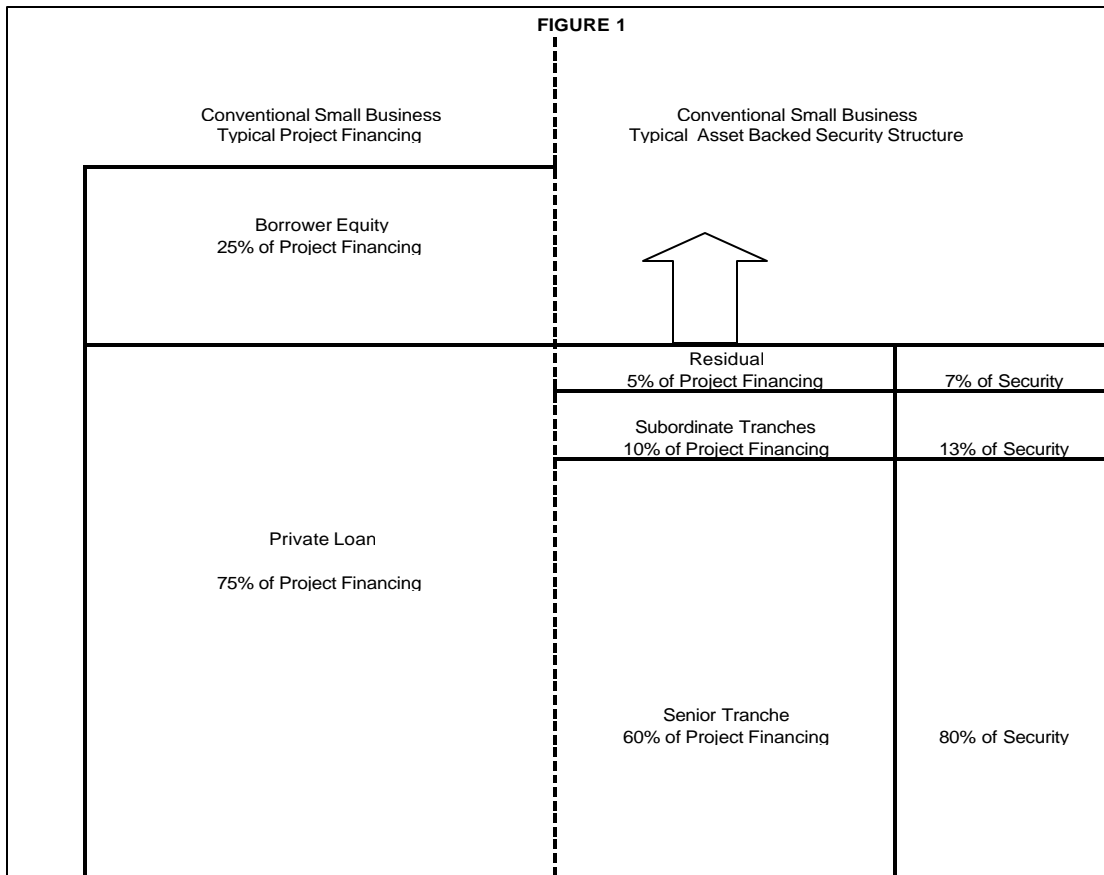 FIGURE 1
Conventional Small Business
Typical Project Financing
Conventional Small Business
Typical Asset Backed Security Structure
Borrower Equity
25% of Project Financing
Residual
5% of Project Financing
7% of Security
Subordinate Tranches
10% of Project Financing
13% of Security
Private Loan
75% of Project Financing
Senior Tranche
60% of Project Financing
80% of Security